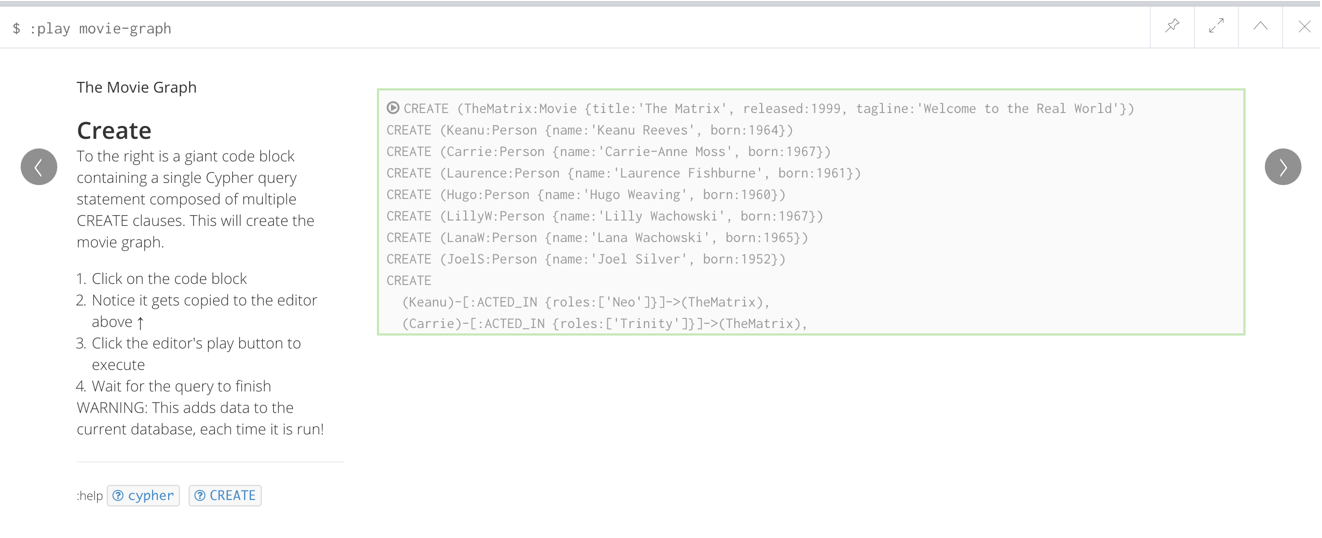 $ :play movie-graph
The Movie Graph
Create
To the right is a giant code block
containing a single Cypher query
statement composed of multiple
CREATE clauses. This will create the
movie graph.
1. Click on the code block
2. Notice it gets copied to the editor
above ↑
3. Click the editor's play button to
execute
4. Wait for the query to finish
WARNING: This adds data to the
current database, each time it is run!
:help cypher CREATE
CREATE (TheMatrix:Movie {title:'The Matrix', released:1999, tagline:'Welcome to the Real World'})
CREATE (Keanu:Person {name:'Keanu Reeves', born:1964})
CREATE (Carrie:Person {name:'Carrie-Anne Moss', born:1967})
CREATE (Laurence:Person {name:'Laurence Fishburne', born:1961})
CREATE (Hugo:Person {name:'Hugo Weaving', born:1960})
CREATE (LillyW:Person {name:'Lilly Wachowski', born:1967})
CREATE (LanaW:Person {name:'Lana Wachowski', born:1965})
CREATE (JoelS:Person {name:'Joel Silver', born:1952})
CREATE
(Keanu)-[:ACTED_IN {roles:['Neo']}]->(TheMatrix),
(Carrie)-[:ACTED_IN {roles:['Trinity']}]->(TheMatrix),